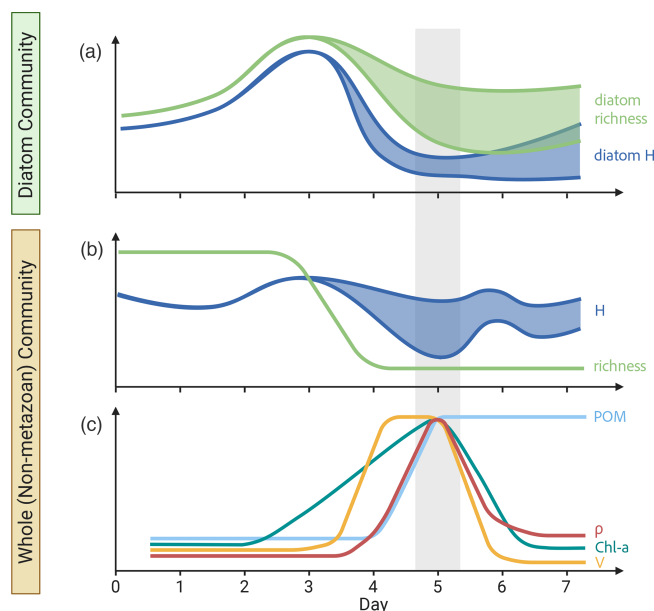 Diatom Community
(a)
diatom
richness
diatom H
Whole (Non-metazoan) Community
(b)
H
richness
(c)
POM
ρ
Chl-a
V
0 1 2 3 4 5 6 7
Day